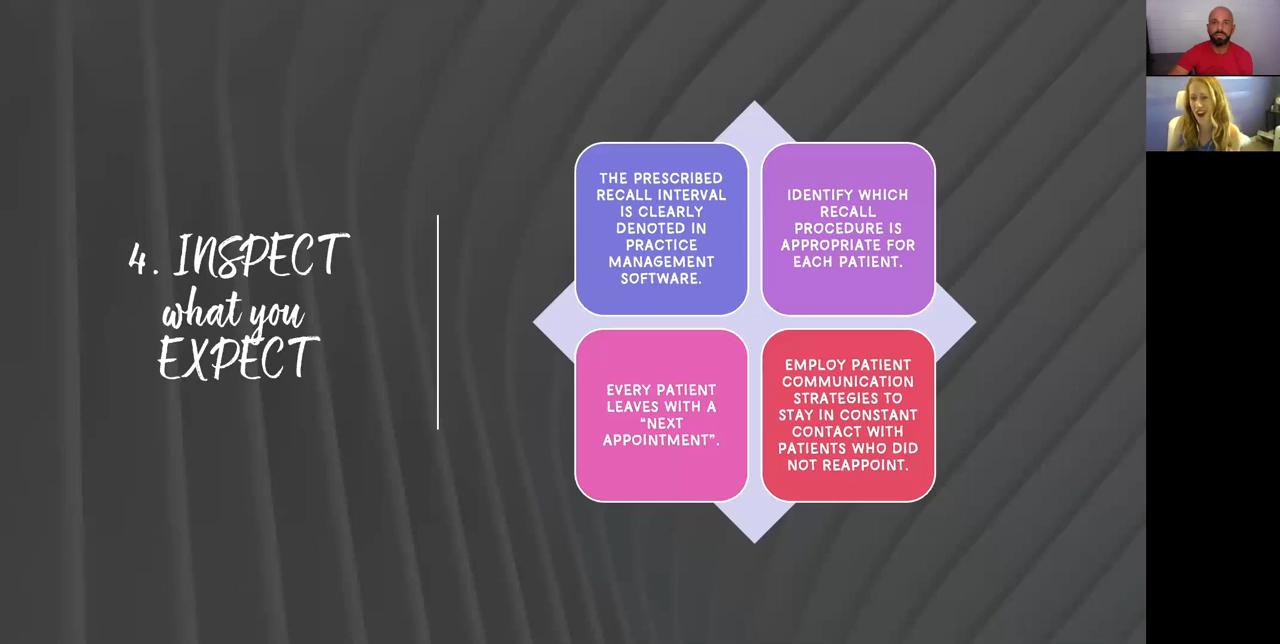 4. INSPECT
what you
EXPECT
THE PRESCRIBED
RECALL INTERVAL
IS CLEARLY
DENOTED IN
PRACTICE
MANAGEMENT
SOFTWARE.
IDENTIFY WHICH
RECALL
PROCEDURE IS
APPROPRIATE FOR
EACH PATIENT.
EVERY PATIENT
LEAVES WITH A
“NEXT
APPOINTMENT”.
EMPLOY PATIENT
COMMUNICATION
STRATEGIES TO
STAY IN CONSTANT
CONTACT WITH
PATIENTS WHO DID
NOT REAPPOINT.